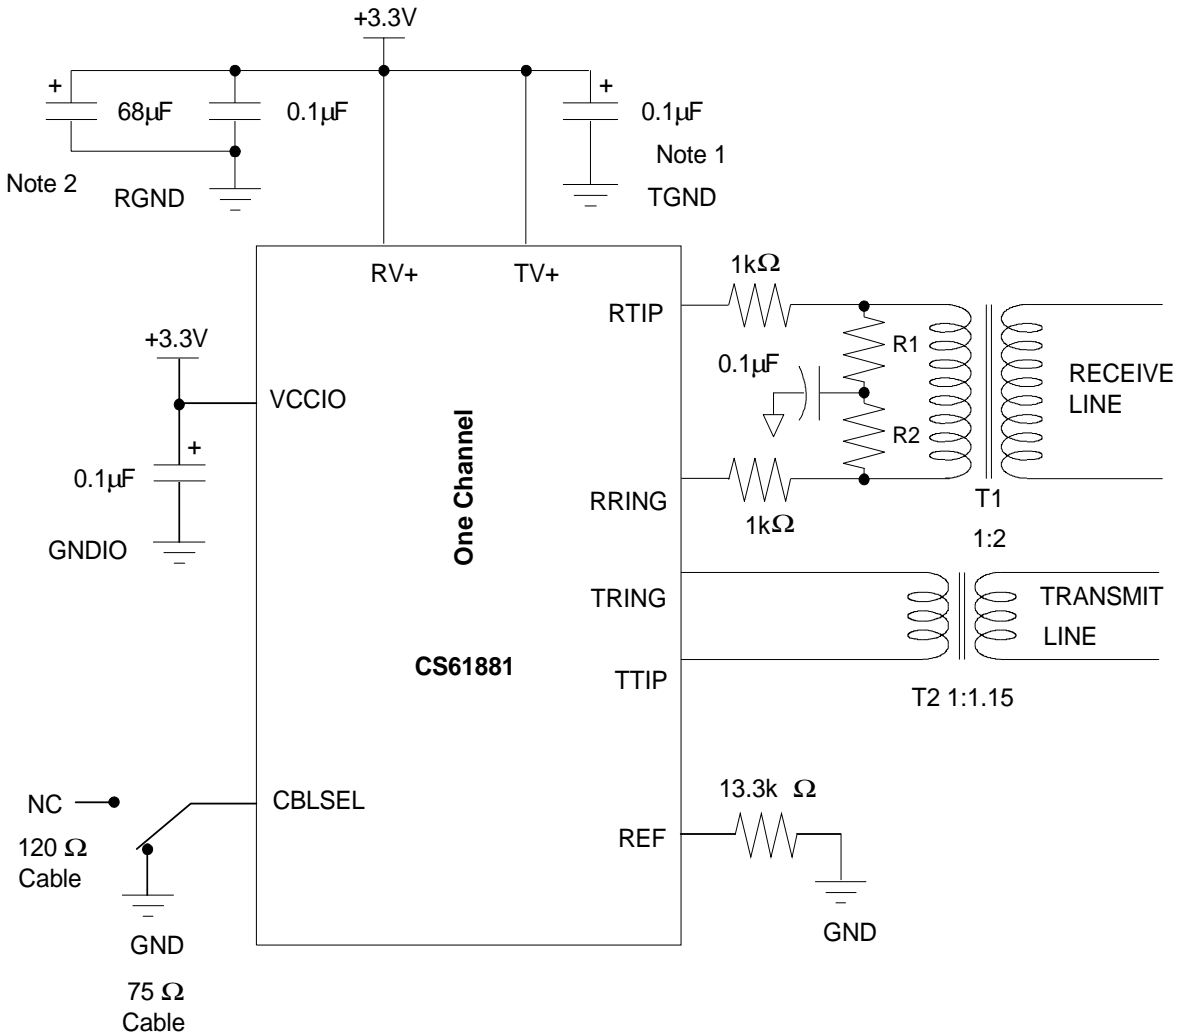 +3.3V
+
68µF
0.1µF
+
0.1µF
Note 1
Note 2
RGND
TGND
RV+
TV+
1kΩ
RTIP
+3.3V
R1
0.1µF
RECEIVE
LINE
VCCIO
R2
+
0.1µF
One Channel
RRING
1kΩ
T1
1:2
GNDIO
TRING
TRANSMIT
LINE
CS61881
TTIP
T2 1:1.15
13.3k Ω
NC
CBLSEL
REF
120 Ω
Cable
GND
GND
75 Ω
Cable